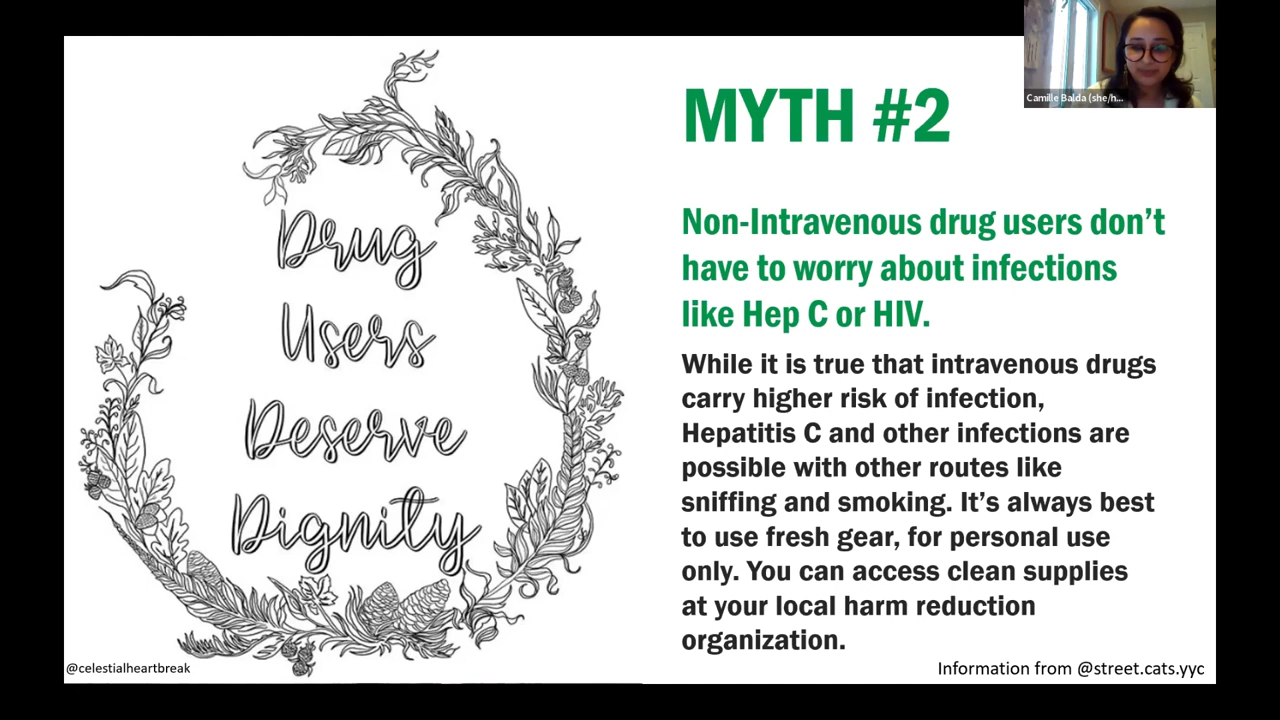 Camille Balda (she/h...
MYTH #2
Drug
Users
Deserve
Dignity
Non-Intravenous drug users don’t
have to worry about infections
like Hep C or HIV.
While it is true that intravenous drugs
carry higher risk of infection,
Hepatitis C and other infections are
possible with other routes like
sniffing and smoking. It’s always best
to use fresh gear, for personal use
only. You can access clean supplies
at your local harm reduction
organization.
@celestialheartbreak
Information from @street.cats.yyc